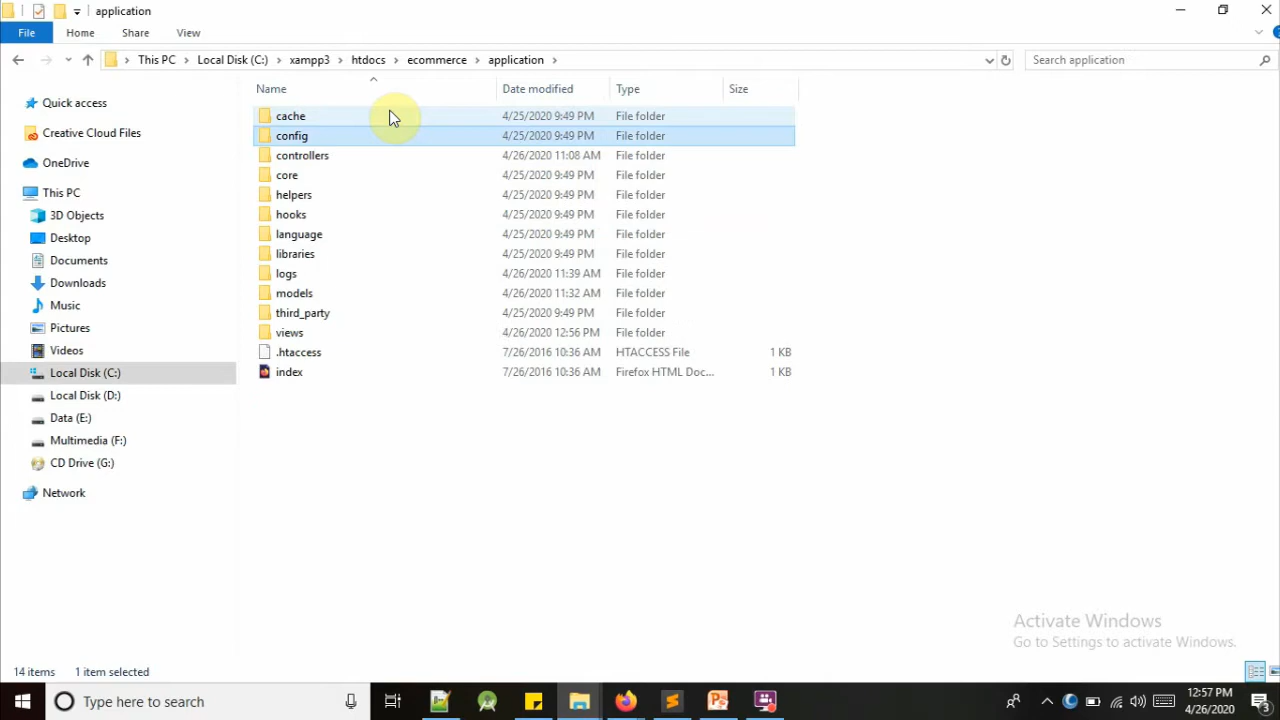 application
File Home Share View
This PC Local Disk (C:) xampp3 htdocs ecommerce application Search application
Name Date modified Type Size
Quick access
Creative Cloud Files
OneDrive
This PC
3D Objects
Desktop
Documents
Downloads
Music
Pictures
Videos
Local Disk (C:)
Local Disk (D:)
Data (E:)
Multimedia (F:)
CD Drive (G:)
Network
cache 4/25/2020 9:49 PM File folder
config 4/25/2020 9:49 PM File folder
controllers 4/26/2020 11:08 AM File folder
core 4/25/2020 9:49 PM File folder
helpers 4/25/2020 9:49 PM File folder
hooks 4/25/2020 9:49 PM File folder
language 4/25/2020 9:49 PM File folder
libraries 4/25/2020 9:49 PM File folder
logs 4/26/2020 11:39 AM File folder
models 4/26/2020 11:32 AM File folder
third_party 4/25/2020 9:49 PM File folder
views 4/26/2020 12:56 PM File folder
.htaccess 7/26/2016 10:36 AM HTACCESS File 1 KB
index 7/26/2016 10:36 AM Firefox HTML Doc... 1 KB
Activate Windows
Go to Settings to activate Windows.
14 items 1 item selected
Type here to search
12:57 PM
4/26/2020
3